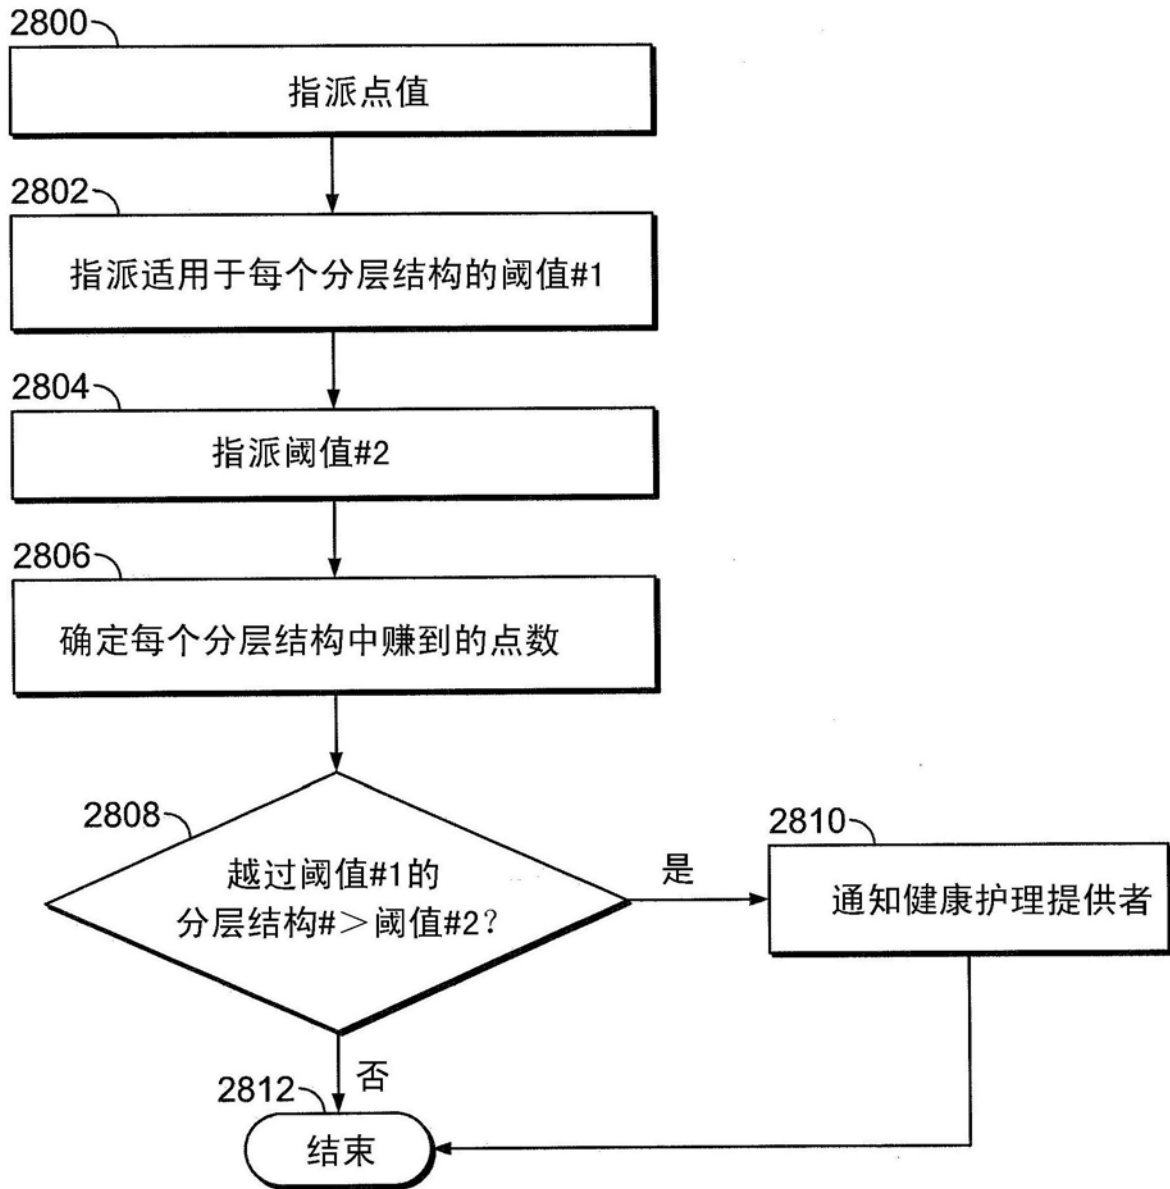 2800
指派点值
2802
指派适用于每个分层结构的阈值#1
2804
指派阈值#2
2806
确定每个分层结构中赚到的点数
2808
越过阈值#1的
分层结构#＞阈值#2?
是
2810
通知健康护理提供者
否
2812
结束